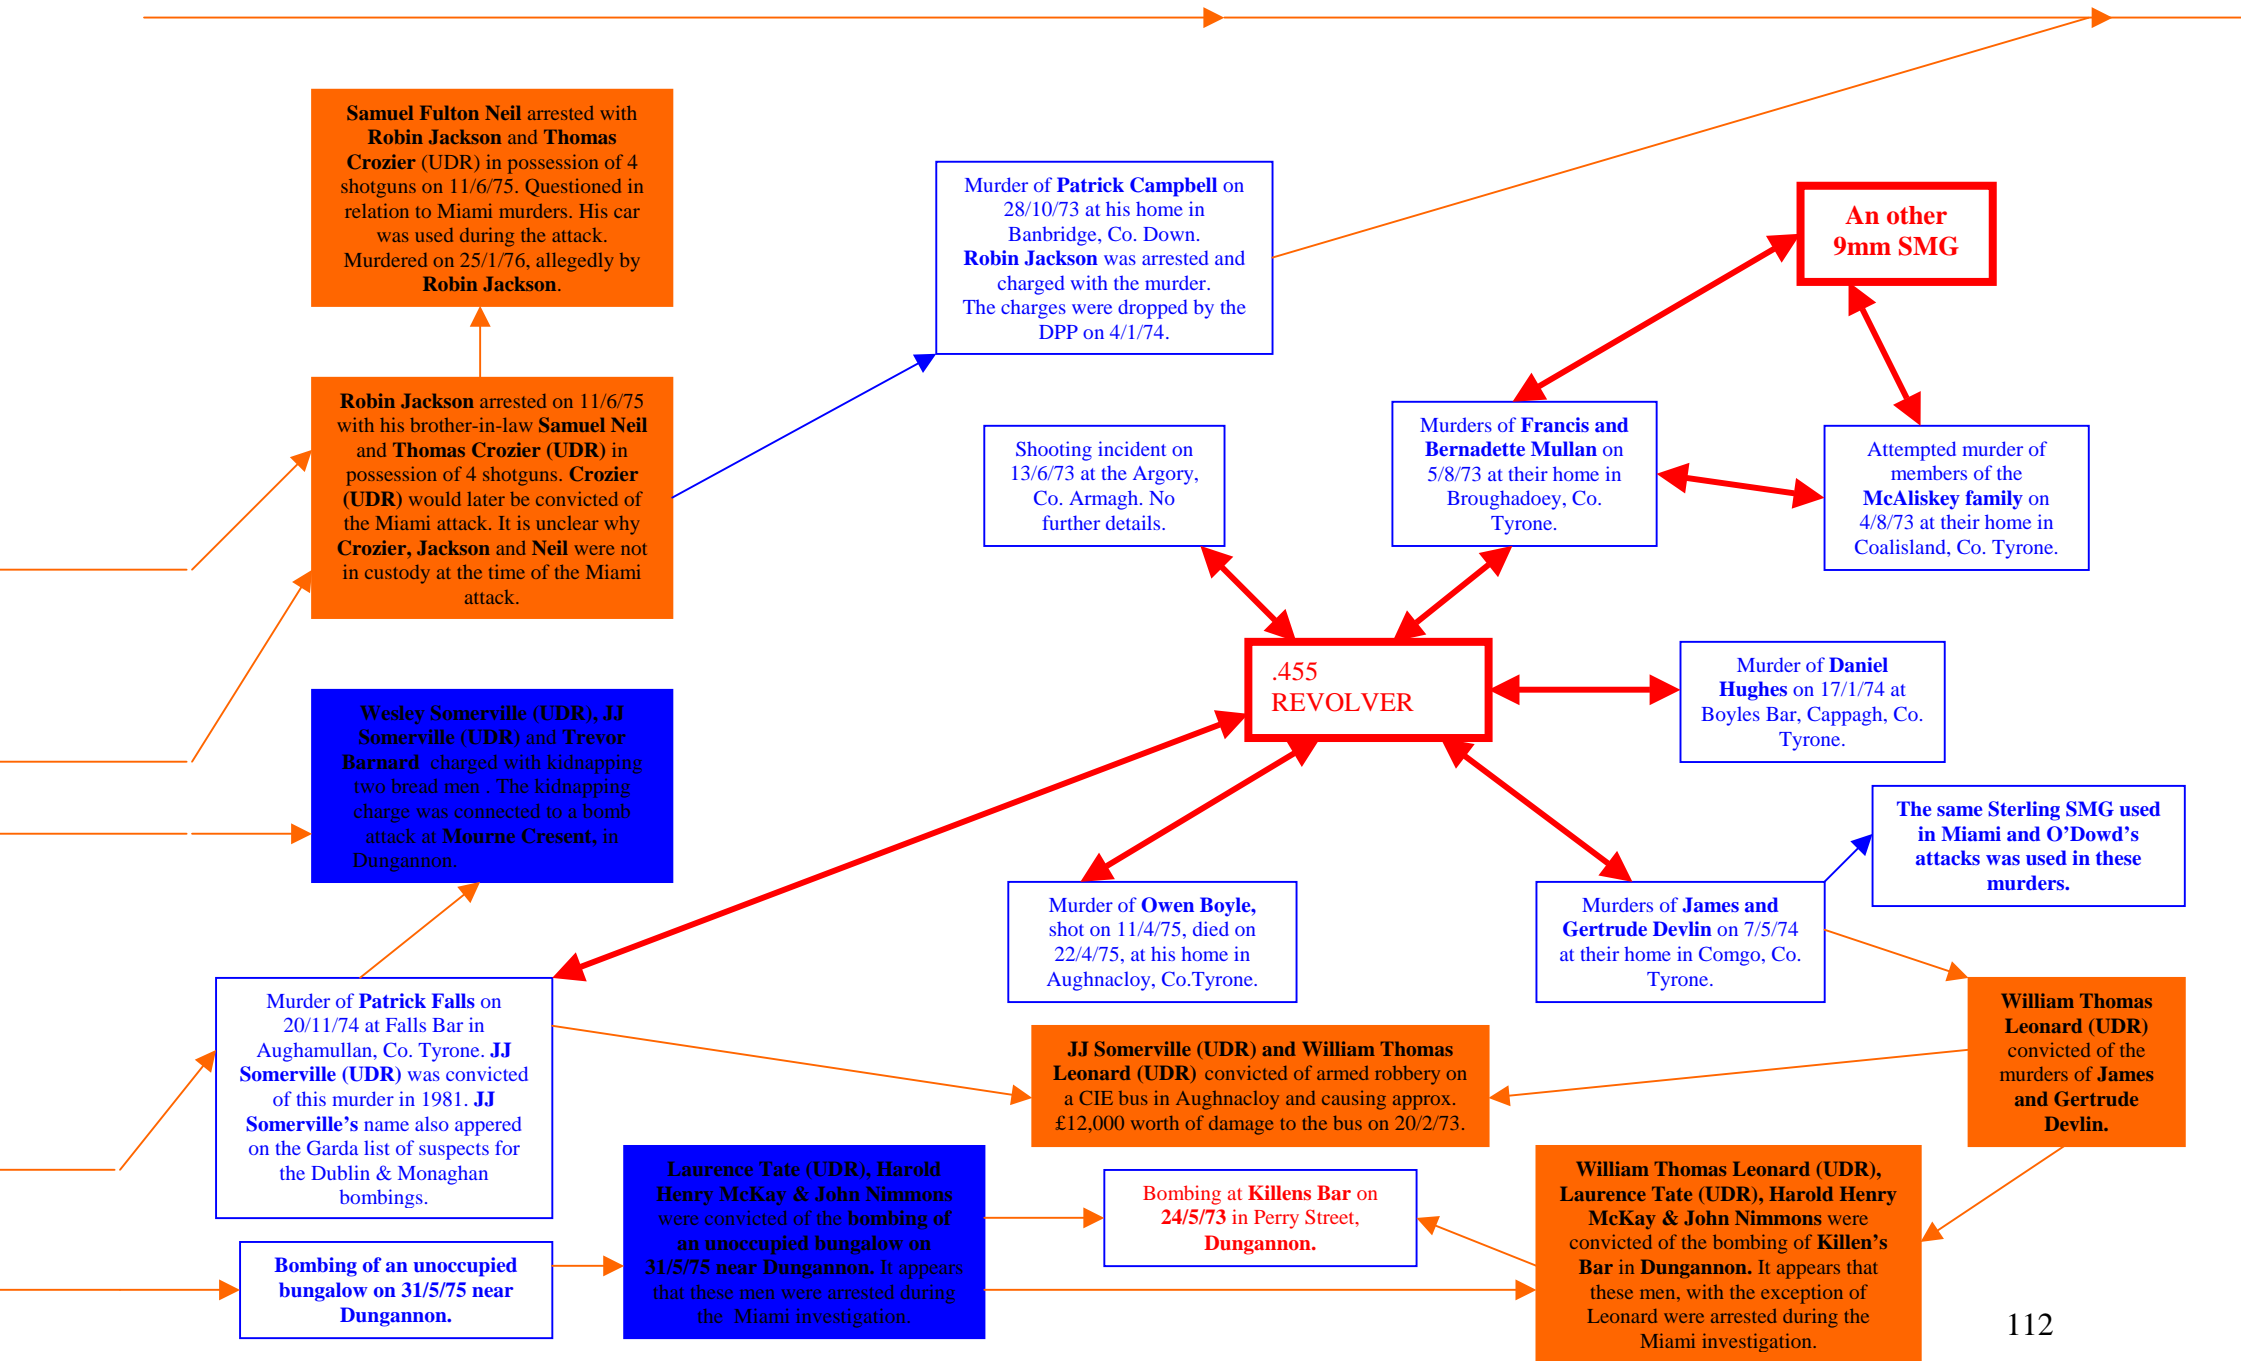 Samuel Fulton Neil arrested with
Robin Jackson and Thomas
Crozier (UDR) in possession of 4
shotguns on 11/6/75. Questioned in
relation to Miami murders. His car
was used during the attack.
Murdered on 25/1/76, allegedly by
Robin Jackson.
Murder of Patrick Campbell on
28/10/73 at his home in
Banbridge, Co. Down.
Robin Jackson was arrested and
charged with the murder.
The charges were dropped by the
DPP on 4/1/74.
An other
9mm SMG
Robin Jackson arrested on 11/6/75
with his brother-in-law Samuel Neil
and Thomas Crozier (UDR) in
possession of 4 shotguns. Crozier
(UDR) would later be convicted of
the Miami attack. It is unclear why
Crozier, Jackson and Neil were not
in custody at the time of the Miami
attack.
Shooting incident on
13/6/73 at the Argory,
Co. Armagh. No
further details.
Murders of Francis and
Bernadette Mullan on
5/8/73 at their home in
Broughadoey, Co.
Tyrone.
Attempted murder of
members of the
McAliskey family on
4/8/73 at their home in
Coalisland, Co. Tyrone.
.455
REVOLVER
Murder of Daniel
Hughes on 17/1/74 at
Boyles Bar, Cappagh, Co.
Tyrone.
Wesley Somerville (UDR), JJ
Somerville (UDR) and Trevor
Barnard charged with kidnapping
two bread men . The kidnapping
charge was connected to a bomb
attack at Mourne Cresent, in
Dungannon.
The same Sterling SMG used
in Miami and O'Dowd's
attacks was used in these
murders.
Murder of Owen Boyle,
shot on 11/4/75, died on
22/4/75, at his home in
Aughnacloy, Co.Tyrone.
Murders of James and
Gertrude Devlin on 7/5/74
at their home in Comgo, Co.
Tyrone.
Murder of Patrick Falls on
20/11/74 at Falls Bar in
Aughamullan, Co. Tyrone. JJ
Somerville (UDR) was convicted
of this murder in 1981. JJ
Somerville's name also appered
on the Garda list of suspects for
the Dublin & Monaghan
bombings.
JJ Somerville (UDR) and William Thomas
Leonard (UDR) convicted of armed robbery on
a CIE bus in Aughnacloy and causing approx.
£12,000 worth of damage to the bus on 20/2/73.
William Thomas
Leonard (UDR)
convicted of the
murders of James
and Gertrude
Devlin.
Bombing of an unoccupied
bungalow on 31/5/75 near
Dungannon.
Laurence Tate (UDR), Harold
Henry McKay & John Nimmons
were convicted of the bombing of
an unoccupied bungalow on
31/5/75 near Dungannon. It appears
that these men were arrested during
the Miami investigation.
Bombing at Killens Bar on
24/5/73 in Perry Street,
Dungannon.
William Thomas Leonard (UDR),
Laurence Tate (UDR), Harold Henry
McKay & John Nimmons were
convicted of the bombing of Killen's
Bar in Dungannon. It appears that
these men, with the exception of
Leonard were arrested during the
Miami investigation.
112